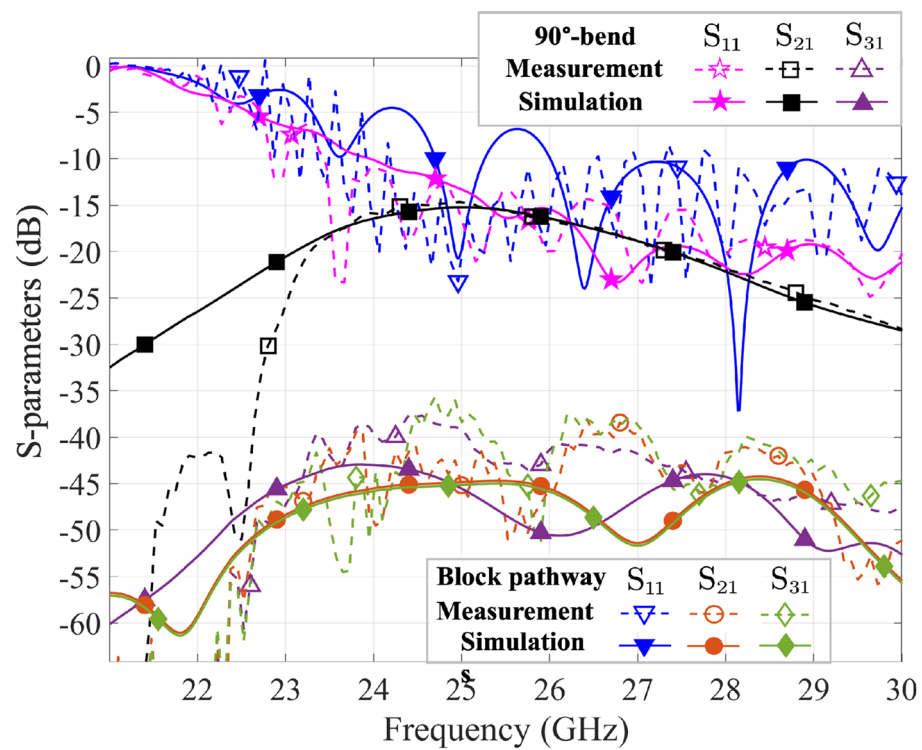 90°-bend S11 S21 S31
Measurement
Simulation
0
-5
-10
-15
-20
-25
-30
-35
-40
-45
-50
-55
-60
S-parameters (dB)
Block pathway S11 S21 S31
Measurement
Simulation
s
22 23 24 25 26 27 28 29 30
Frequency (GHz)